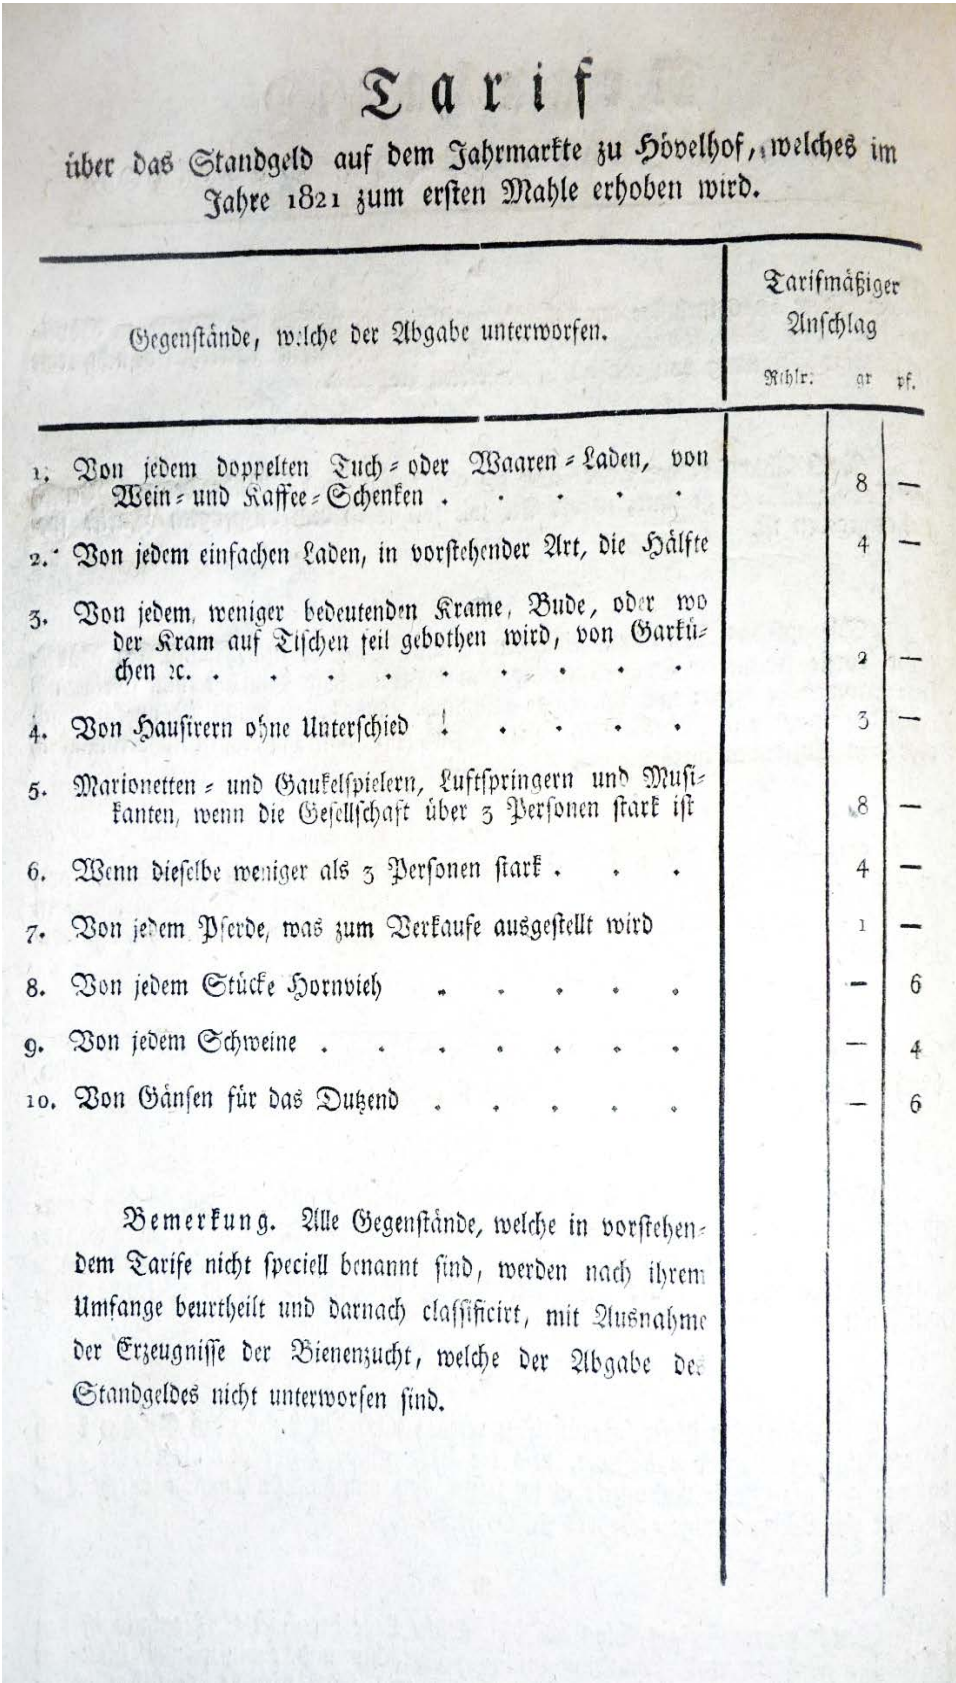 Tarif
über das Standgeld auf dem Jahrmarkte zu Hövelhof, welches im
Jahre 1821 zum ersten Mahle erhoben wird.
Gegenstände, welche der Abgabe unterworfen.
Tarifmäßiger
Anschlag
Rthlr. gr pf.
1. Von jedem doppelten Tuch- oder Waaren-Laden, von
Wein- und Kaffee-Schenken . . . . . 8 —
2. Von jedem einfachen Laden, in vorstehender Art, die Hälfte 4 —
3. Von jedem, weniger bedeutenden Krame, Bude, oder wo
der Kram auf Tischen feil gebothen wird, von Garkü-
chen ꝛc. . . . . . . . . . 2 —
4. Von Hausirern ohne Unterschied ! . . . . 3 —
5. Marionetten- und Gaukelspielern, Luftspringern und Musi-
kanten, wenn die Gesellschaft über 3 Personen stark ist 8 —
6. Wenn dieselbe weniger als 3 Personen stark . . . 4 —
7. Von jedem Pferde, was zum Verkaufe ausgestellt wird 1 —
8. Von jedem Stücke Hornvieh . . . . . — 6
9. Von jedem Schweine . . . . . . . — 4
10. Von Gänsen für das Dutzend . . . . . — 6
Bemerkung. Alle Gegenstände, welche in vorstehen-
dem Tarife nicht speciell benannt sind, werden nach ihrem
Umfange beurtheilt und darnach classificirt, mit Ausnahme
der Erzeugnisse der Bienenzucht, welche der Abgabe des
Standgeldes nicht unterworfen sind.